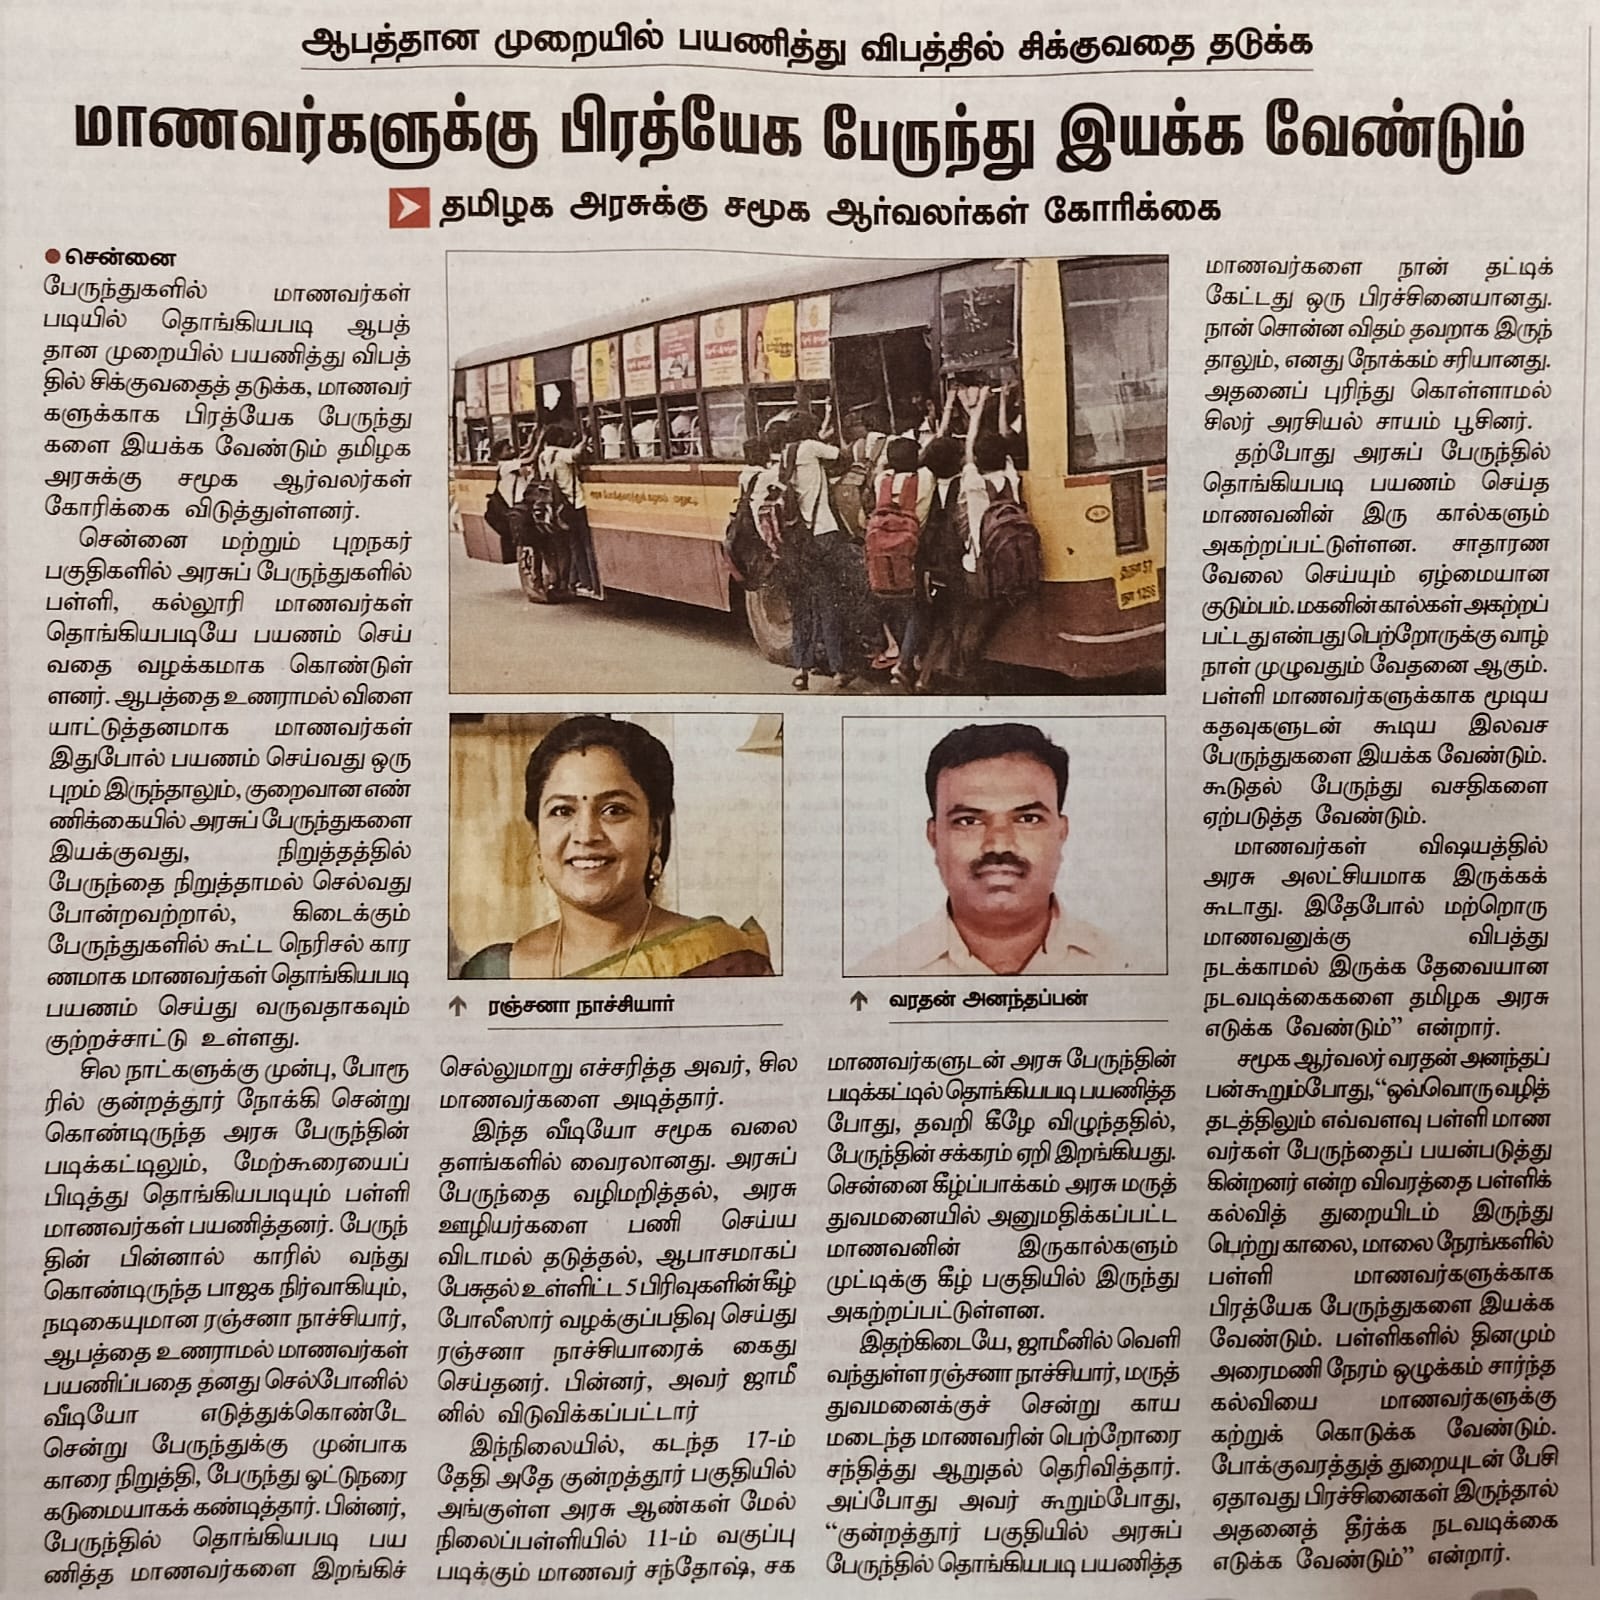 ஆபத்தான முறையில் பயணித்து விபத்தில் சிக்குவதை தடுக்க
மாணவர்களுக்கு பிரத்யேக பேருந்து இயக்க வேண்டும்
தமிழக அரசுக்கு சமூக ஆர்வலர்கள் கோரிக்கை
சென்னை
பேருந்துகளில் மாணவர்கள்
படியில் தொங்கியபடி ஆபத்
தான முறையில் பயணித்து விபத்
தில் சிக்குவதைத் தடுக்க, மாணவர்
களுக்காக பிரத்யேக பேருந்து
களை இயக்க வேண்டும் தமிழக
அரசுக்கு சமூக ஆர்வலர்கள்
கோரிக்கை விடுத்துள்ளனர்.
சென்னை மற்றும் புறநகர்
பகுதிகளில் அரசுப் பேருந்துகளில்
பள்ளி, கல்லூரி மாணவர்கள்
தொங்கியபடியே பயணம் செய்
வதை வழக்கமாக கொண்டுள்
ளனர். ஆபத்தை உணராமல் விளை
யாட்டுத்தனமாக மாணவர்கள்
இதுபோல் பயணம் செய்வது ஒரு
புறம் இருந்தாலும், குறைவான எண்
ணிக்கையில் அரசுப் பேருந்துகளை
இயக்குவது, நிறுத்தத்தில்
பேருந்தை நிறுத்தாமல் செல்வது
போன்றவற்றால், கிடைக்கும்
பேருந்துகளில் கூட்ட நெரிசல் கார
ணமாக மாணவர்கள் தொங்கியபடி
பயணம் செய்து வருவதாகவும்
குற்றச்சாட்டு உள்ளது.
சில நாட்களுக்கு முன்பு, போரூ
ரில் குன்றத்தூர் நோக்கி சென்று
கொண்டிருந்த அரசு பேருந்தின்
படிக்கட்டிலும், மேற்கூரையைப்
பிடித்து தொங்கியபடியும் பள்ளி
மாணவர்கள் பயணித்தனர். பேருந்
தின் பின்னால் காரில் வந்து
கொண்டிருந்த பாஜக நிர்வாகியும்,
நடிகையுமான ரஞ்சனா நாச்சியார்,
ஆபத்தை உணராமல் மாணவர்கள்
பயணிப்பதை தனது செல்போனில்
வீடியோ எடுத்துக்கொண்டே
சென்று பேருந்துக்கு முன்பாக
காரை நிறுத்தி, பேருந்து ஓட்டுநரை
கடுமையாகக் கண்டித்தார். பின்னர்,
பேருந்தில் தொங்கியபடி பய
ணித்த மாணவர்களை இறங்கிச்
அரசு போக்குவரத்துக் கழகம்
ரஞ்சனா நாச்சியார்
வரதன் அனந்தப்பன்
செல்லுமாறு எச்சரித்த அவர், சில
மாணவர்களை அடித்தார்.
இந்த வீடியோ சமூக வலை
தளங்களில் வைரலானது. அரசுப்
பேருந்தை வழிமறித்தல், அரசு
ஊழியர்களை பணி செய்ய
விடாமல் தடுத்தல், ஆபாசமாகப்
பேசுதல் உள்ளிட்ட 5 பிரிவுகளின் கீழ்
போலீஸார் வழக்குப்பதிவு செய்து
ரஞ்சனா நாச்சியாரைக் கைது
செய்தனர். பின்னர், அவர் ஜாமீ
னில் விடுவிக்கப்பட்டார்
இந்நிலையில், கடந்த 17-ம்
தேதி அதே குன்றத்தூர் பகுதியில்
அங்குள்ள அரசு ஆண்கள் மேல்
நிலைப்பள்ளியில் 11-ம் வகுப்பு
படிக்கும் மாணவர் சந்தோஷ், சக
மாணவர்களுடன் அரசு பேருந்தின்
படிக்கட்டில் தொங்கியபடி பயணித்த
போது, தவறி கீழே விழுந்ததில்,
பேருந்தின் சக்கரம் ஏறி இறங்கியது.
சென்னை கீழ்ப்பாக்கம் அரசு மருத்
துவமனையில் அனுமதிக்கப்பட்ட
மாணவனின் இருகால்களும்
முட்டிக்கு கீழ் பகுதியில் இருந்து
அகற்றப்பட்டுள்ளன.
இதற்கிடையே, ஜாமீனில் வெளி
வந்துள்ள ரஞ்சனா நாச்சியார், மருத்
துவமனைக்குச் சென்று காய
மடைந்த மாணவரின் பெற்றோரை
சந்தித்து ஆறுதல் தெரிவித்தார்.
அப்போது அவர் கூறும்போது,
“குன்றத்தூர் பகுதியில் அரசுப்
பேருந்தில் தொங்கியபடி பயணித்த
மாணவர்களை நான் தட்டிக்
கேட்டது ஒரு பிரச்சினையானது.
நான் சொன்ன விதம் தவறாக இருந்
தாலும், எனது நோக்கம் சரியானது.
அதனைப் புரிந்து கொள்ளாமல்
சிலர் அரசியல் சாயம் பூசினர்.
தற்போது அரசுப் பேருந்தில்
தொங்கியபடி பயணம் செய்த
மாணவனின் இரு கால்களும்
அகற்றப்பட்டுள்ளன. சாதாரண
வேலை செய்யும் ஏழ்மையான
குடும்பம். மகனின் கால்கள் அகற்றப்
பட்டது என்பது பெற்றோருக்கு வாழ்
நாள் முழுவதும் வேதனை ஆகும்.
பள்ளி மாணவர்களுக்காக மூடிய
கதவுகளுடன் கூடிய இலவச
பேருந்துகளை இயக்க வேண்டும்.
கூடுதல் பேருந்து வசதிகளை
ஏற்படுத்த வேண்டும்.
மாணவர்கள் விஷயத்தில்
அரசு அலட்சியமாக இருக்கக்
கூடாது. இதேபோல் மற்றொரு
மாணவனுக்கு விபத்து
நடக்காமல் இருக்க தேவையான
நடவடிக்கைகளை தமிழக அரசு
எடுக்க வேண்டும்” என்றார்.
சமூக ஆர்வலர் வரதன் அனந்தப்
பன்கூறும்போது, “ஒவ்வொரு வழித்
தடத்திலும் எவ்வளவு பள்ளி மாண
வர்கள் பேருந்தைப் பயன்படுத்து
கின்றனர் என்ற விவரத்தை பள்ளிக்
கல்வித் துறையிடம் இருந்து
பெற்று காலை, மாலை நேரங்களில்
பள்ளி மாணவர்களுக்காக
பிரத்யேக பேருந்துகளை இயக்க
வேண்டும். பள்ளிகளில் தினமும்
அரைமணி நேரம் ஒழுக்கம் சார்ந்த
கல்வியை மாணவர்களுக்கு
கற்றுக் கொடுக்க வேண்டும்.
போக்குவரத்துத் துறையுடன் பேசி
ஏதாவது பிரச்சினைகள் இருந்தால்
அதனைத் தீர்க்க நடவடிக்கை
எடுக்க வேண்டும்” என்றார்.